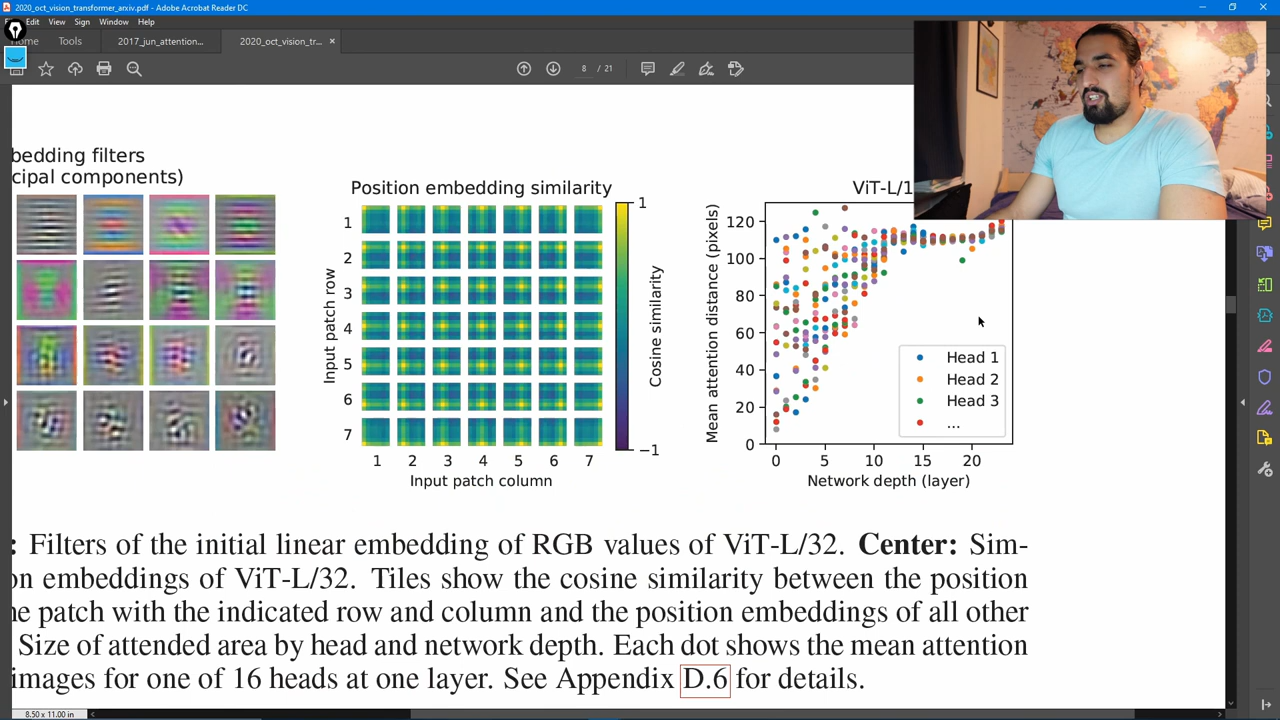 2020_oct_vision_transformer_arxiv.pdf - Adobe Acrobat Reader DC
Edit View Sign Window Help
Home Tools 2017_jun_attention... 2020_oct_vision_tr... ×
8 / 21
bedding filters
cipal components)
Position embedding similarity
Input patch row
1
2
3
4
5
6
7
1 2 3 4 5 6 7
Input patch column
1
−1
Cosine similarity
ViT-L/1
Mean attention distance (pixels)
120
100
80
60
40
20
0
Head 1
Head 2
Head 3
...
0 5 10 15 20
Network depth (layer)
: Filters of the initial linear embedding of RGB values of ViT-L/32. Center: Sim-
on embeddings of ViT-L/32. Tiles show the cosine similarity between the position
ne patch with the indicated row and column and the position embeddings of all other
Size of attended area by head and network depth. Each dot shows the mean attention
images for one of 16 heads at one layer. See Appendix D.6 for details.
8.50 x 11.00 in